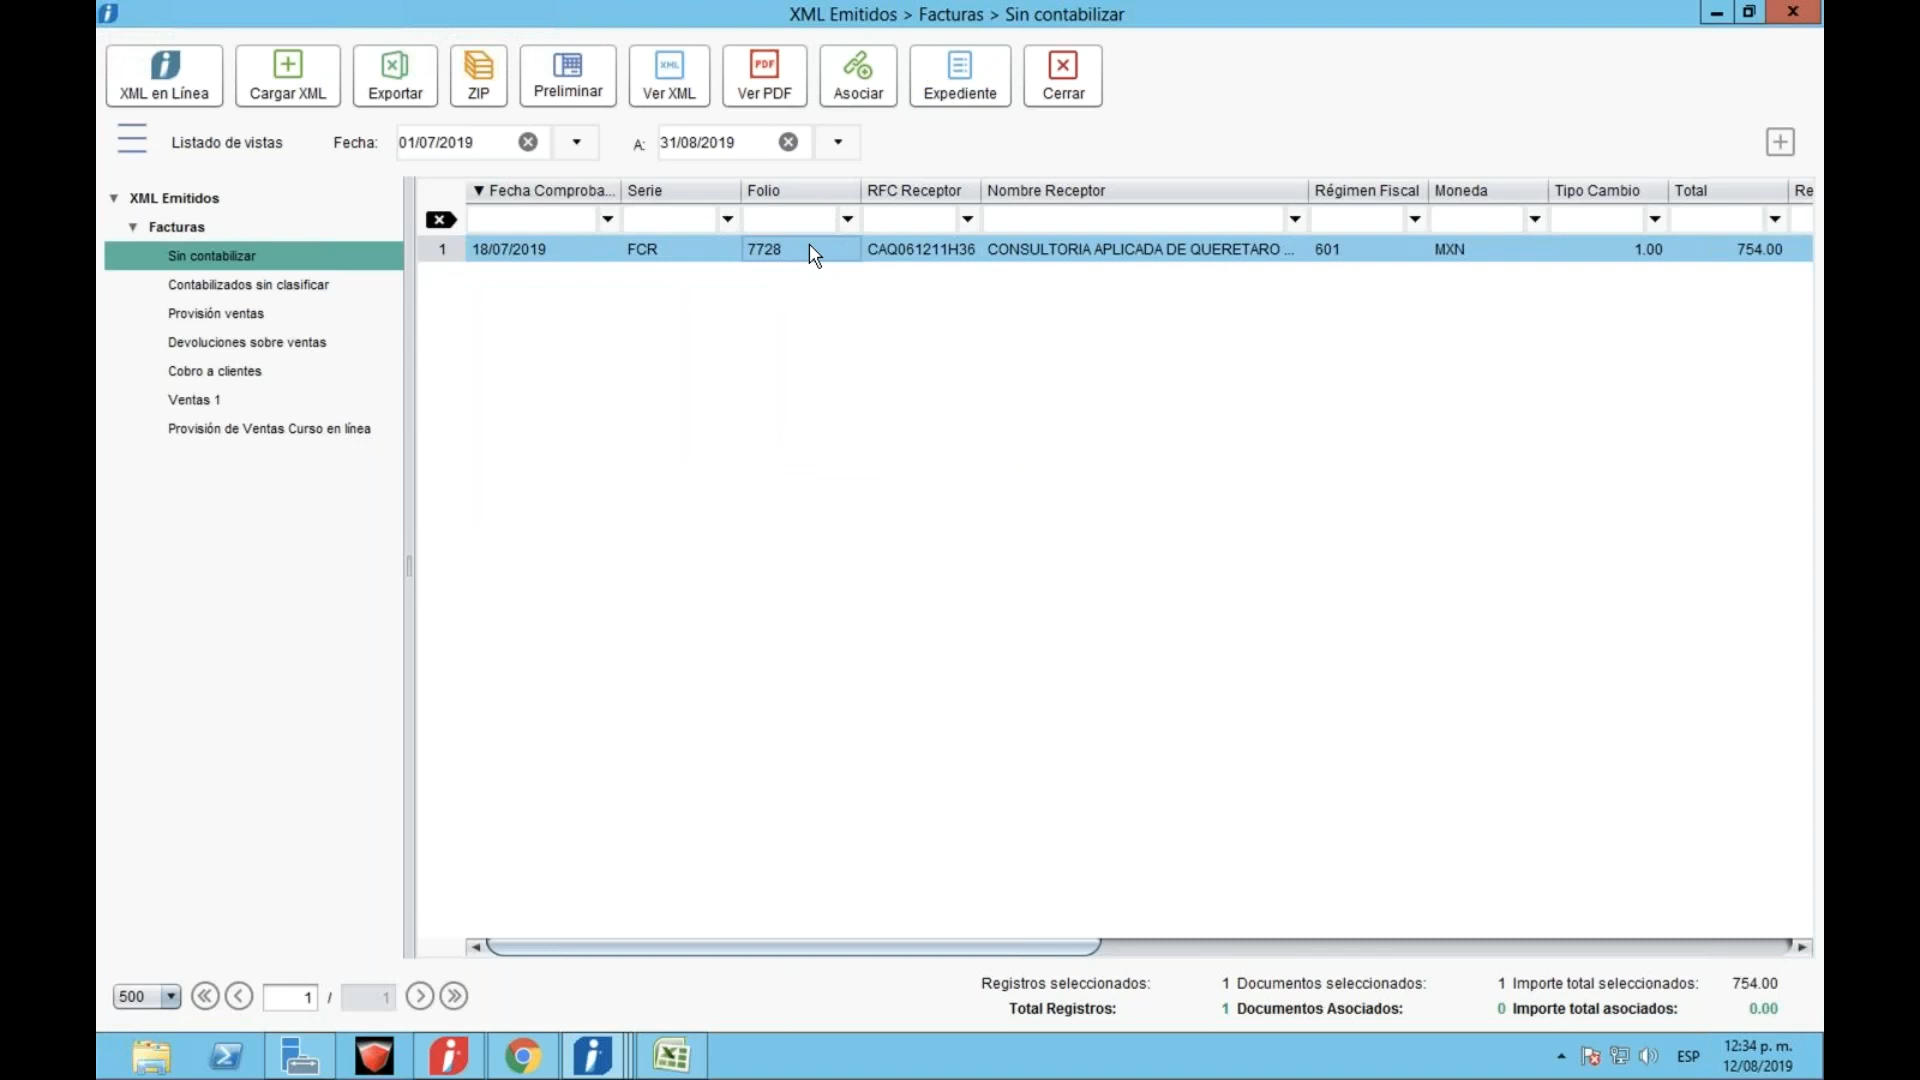 XML Emitidos > Facturas > Sin contabilizar
XML en Línea Cargar XML Exportar ZIP Preliminar XML Ver XML PDF Ver PDF Asociar Expediente Cerrar
Listado de vistas Fecha: 01/07/2019 A: 31/08/2019
▼ XML Emitidos
▼ Facturas
Sin contabilizar
Contabilizados sin clasificar
Provisión ventas
Devoluciones sobre ventas
Cobro a clientes
Ventas 1
Provisión de Ventas Curso en línea
▼ Fecha Comproba... Serie Folio RFC Receptor Nombre Receptor Régimen Fiscal Moneda Tipo Cambio Total Re
1 18/07/2019 FCR 7728 CAQ061211H36 CONSULTORIA APLICADA DE QUERETARO ... 601 MXN 1.00 754.00
Registros seleccionados: 1 Documentos seleccionados: 1 Importe total seleccionados: 754.00
500 1 / 1
Total Registros: 1 Documentos Asociados: 0 Importe total asociados: 0.00
ESP 12:34 p. m.
12/08/2019